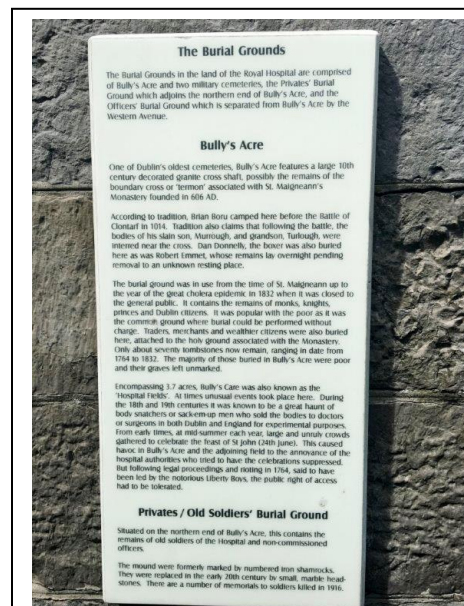 The Burial Grounds
The Burial Grounds in the land of the Royal Hospital are comprised
of Bully's Acre and two military cemeteries, the Privates' Burial
Ground which adjoins the northern end of Bully's Acre, and the
Officers' Burial Ground which is separated from Bully's Acre by the
Western Avenue.
Bully's Acre
One of Dublin's oldest cemeteries, Bully's Acre features a large 10th
century decorated granite cross shaft, possibly the remains of the
boundary cross or 'termon' associated with St. Maigneann's
Monastery founded in 606 AD.
According to tradition, Brian Boru camped here before the Battle of
Clontarf in 1014. Tradition also claims that following the battle, the
bodies of his slain son, Murrough, and grandson, Turlough, were
interred near the cross. Dan Donnelly, the boxer was also buried
here as was Robert Emmet, whose remains lay overnight pending
removal to an unknown resting place.
The burial ground was in use from the time of St. Maigneann up to
the year of the great cholera epidemic in 1832 when it was closed to
the general public. It contains the remains of monks, knights,
princes and Dublin citizens. It was popular with the poor as it was
the common ground where burial could be performed without
charge. Traders, merchants and wealthier citizens were also buried
here, attached to the holy ground associated with the Monastery.
Only about seventy tombstones now remain, ranging in date from
1764 to 1832. The majority of those buried in Bully's Acre were poor
and their graves left unmarked.
Encompassing 3.7 acres, Bully's Care was also known as the
'Hospital Fields'. At times unusual events took place here. During
the 18th and 19th centuries it was known to be a great haunt of
body snatchers or sack-em-up men who sold the bodies to doctors
or surgeons in both Dublin and England for experimental purposes.
From early times, at mid-summer each year, large and unruly crowds
gathered to celebrate the feast of St John (24th June). This caused
havoc in Bully's Acre and the adjoining field to the annoyance of the
hospital authorities who tried to have the celebrations suppressed.
But following legal proceedings and rioting in 1764, said to have
been led by the notorious Liberty Boys, the public right of access
had to be tolerated.
Privates / Old Soldiers' Burial Ground
Situated on the northern end of Bully's Acre, this contains the
remains of old soldiers of the Hospital and non-commissioned
officers.
The mound were formerly marked by numbered iron shamrocks.
They were replaced in the early 20th century by small, marble head-
stones. There are a number of memorials to soldiers killed in 1916.